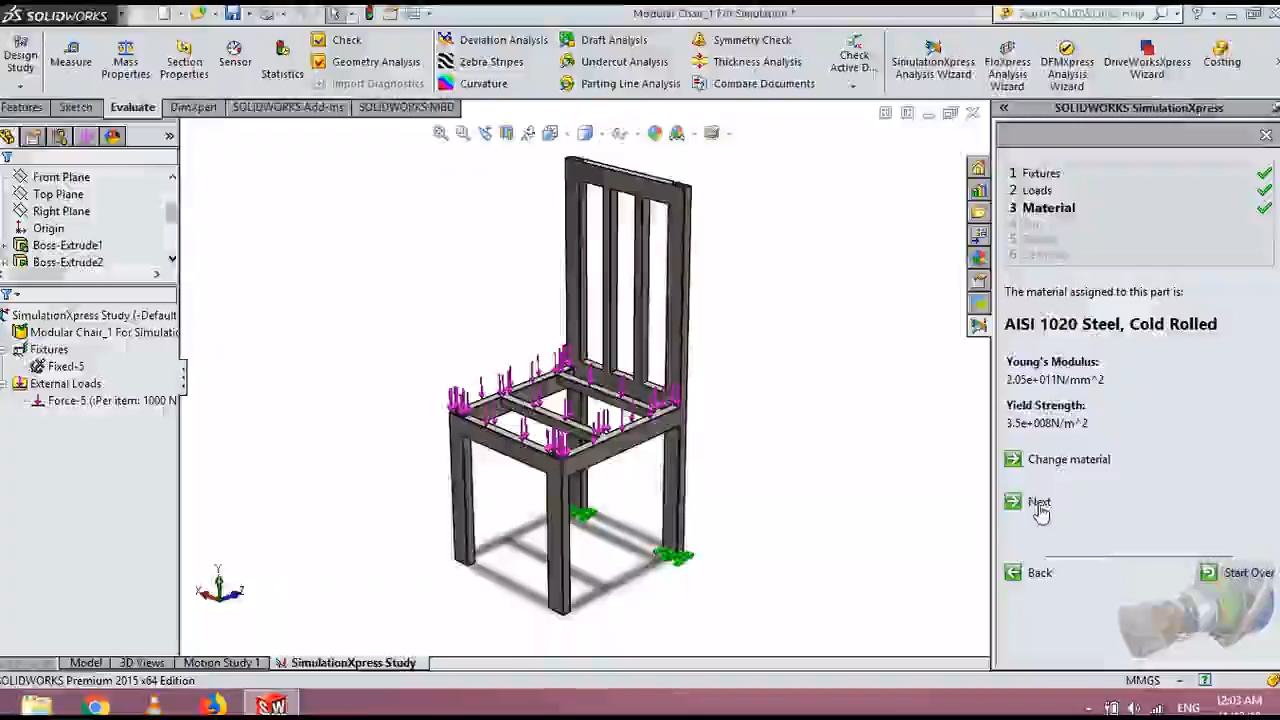 SOLIDWORKS
Modular Chair_1 For Simulation *
Design Study
Measure
Mass Properties
Section Properties
Sensor
Statistics
Check
Geometry Analysis
Import Diagnostics
Deviation Analysis
Zebra Stripes
Curvature
Draft Analysis
Undercut Analysis
Parting Line Analysis
Symmetry Check
Thickness Analysis
Compare Documents
Check Active D...
SimulationXpress Analysis Wizard
FloXpress Analysis Wizard
DFMXpress Analysis Wizard
DriveWorksXpress Wizard
Costing
Features
Sketch
Evaluate
DimXpert
SOLIDWORKS Add-Ins
SOLIDWORKS MBD
SOLIDWORKS SimulationXpress
Front Plane
Top Plane
Right Plane
Origin
Boss-Extrude1
Boss-Extrude2
SimulationXpress Study (-Default
Modular Chair_1 For Simulatio
Fixtures
Fixed-5
External Loads
Force-5 (:Per item: 1000 N
1 Fixtures
2 Loads
3 Material
The material assigned to this part is:
AISI 1020 Steel, Cold Rolled
Young's Modulus:
2.05e+011N/mm^2
Yield Strength:
3.5e+008N/m^2
Change material
Next
Back
Start Over
Y
X
Z
Model
3D Views
Motion Study 1
SimulationXpress Study
SOLIDWORKS Premium 2015 x64 Edition
MMGS
ENG
12:03 AM